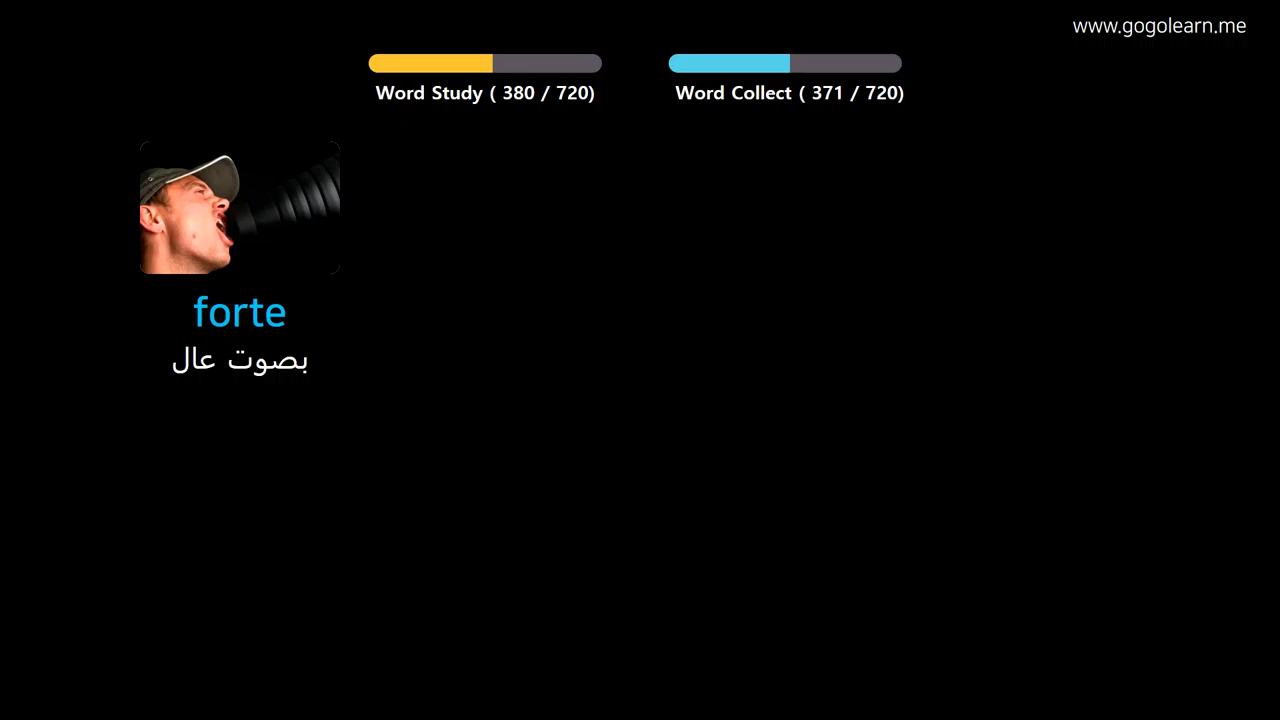 www.gogolearn.me
Word Study ( 380 / 720)
Word Collect ( 371 / 720)
forte
بصوت عال